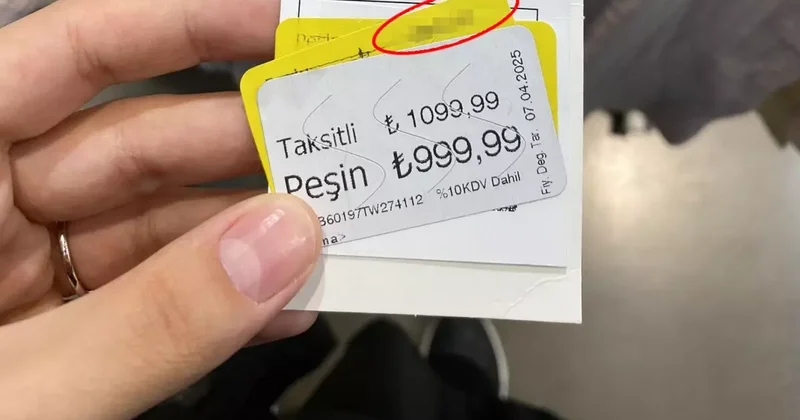 Taksitli ₺ 1099,99
Peşin ₺999,99
B60197TW274112 %10KDV Dahil
Fiy. Değ. Tar. 07.04.2025